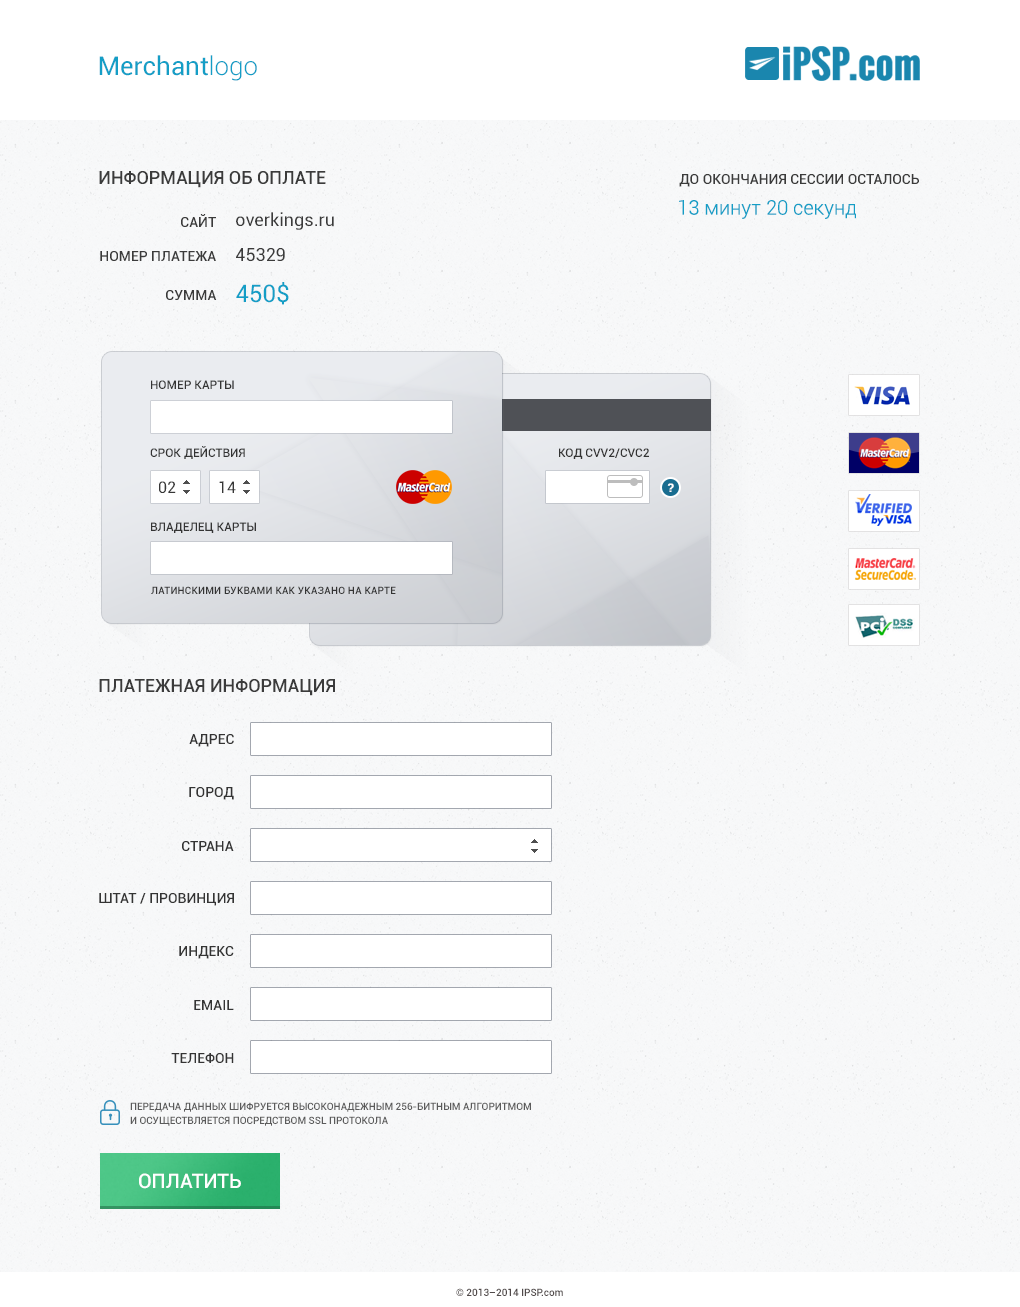 Merchantlogo
iPSP.com
ИНФОРМАЦИЯ ОБ ОПЛАТЕ
ДО ОКОНЧАНИЯ СЕССИИ ОСТАЛОСЬ
13 минут 20 секунд
САЙТ overkings.ru
НОМЕР ПЛАТЕЖА 45329
СУММА 450$
НОМЕР КАРТЫ
СРОК ДЕЙСТВИЯ
02 14
MasterCard
ВЛАДЕЛЕЦ КАРТЫ
ЛАТИНСКИМИ БУКВАМИ КАК УКАЗАНО НА КАРТЕ
КОД CVV2/CVC2
?
VISA
MasterCard
VERIFIED
by VISA
MasterCard.
SecureCode.
PCI DSS
ПЛАТЕЖНАЯ ИНФОРМАЦИЯ
АДРЕС
ГОРОД
СТРАНА
ШТАТ / ПРОВИНЦИЯ
ИНДЕКС
EMAIL
ТЕЛЕФОН
ПЕРЕДАЧА ДАННЫХ ШИФРУЕТСЯ ВЫСОКОНАДЕЖНЫМ 256-БИТНЫМ АЛГОРИТМОМ
И ОСУЩЕСТВЛЯЕТСЯ ПОСРЕДСТВОМ SSL ПРОТОКОЛА
ОПЛАТИТЬ
© 2013–2014 IPSP.com